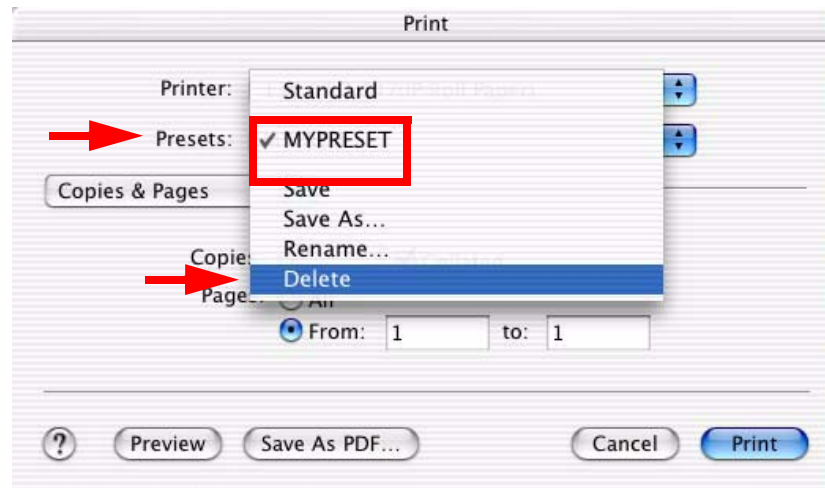 Print
Printer:
Standard
Presets:
✓ MYPRESET
Copies & Pages
Save
Save As...
Rename...
Delete
Copies
Pages:
All
From: 1 to: 1
? Preview Save As PDF... Cancel Print